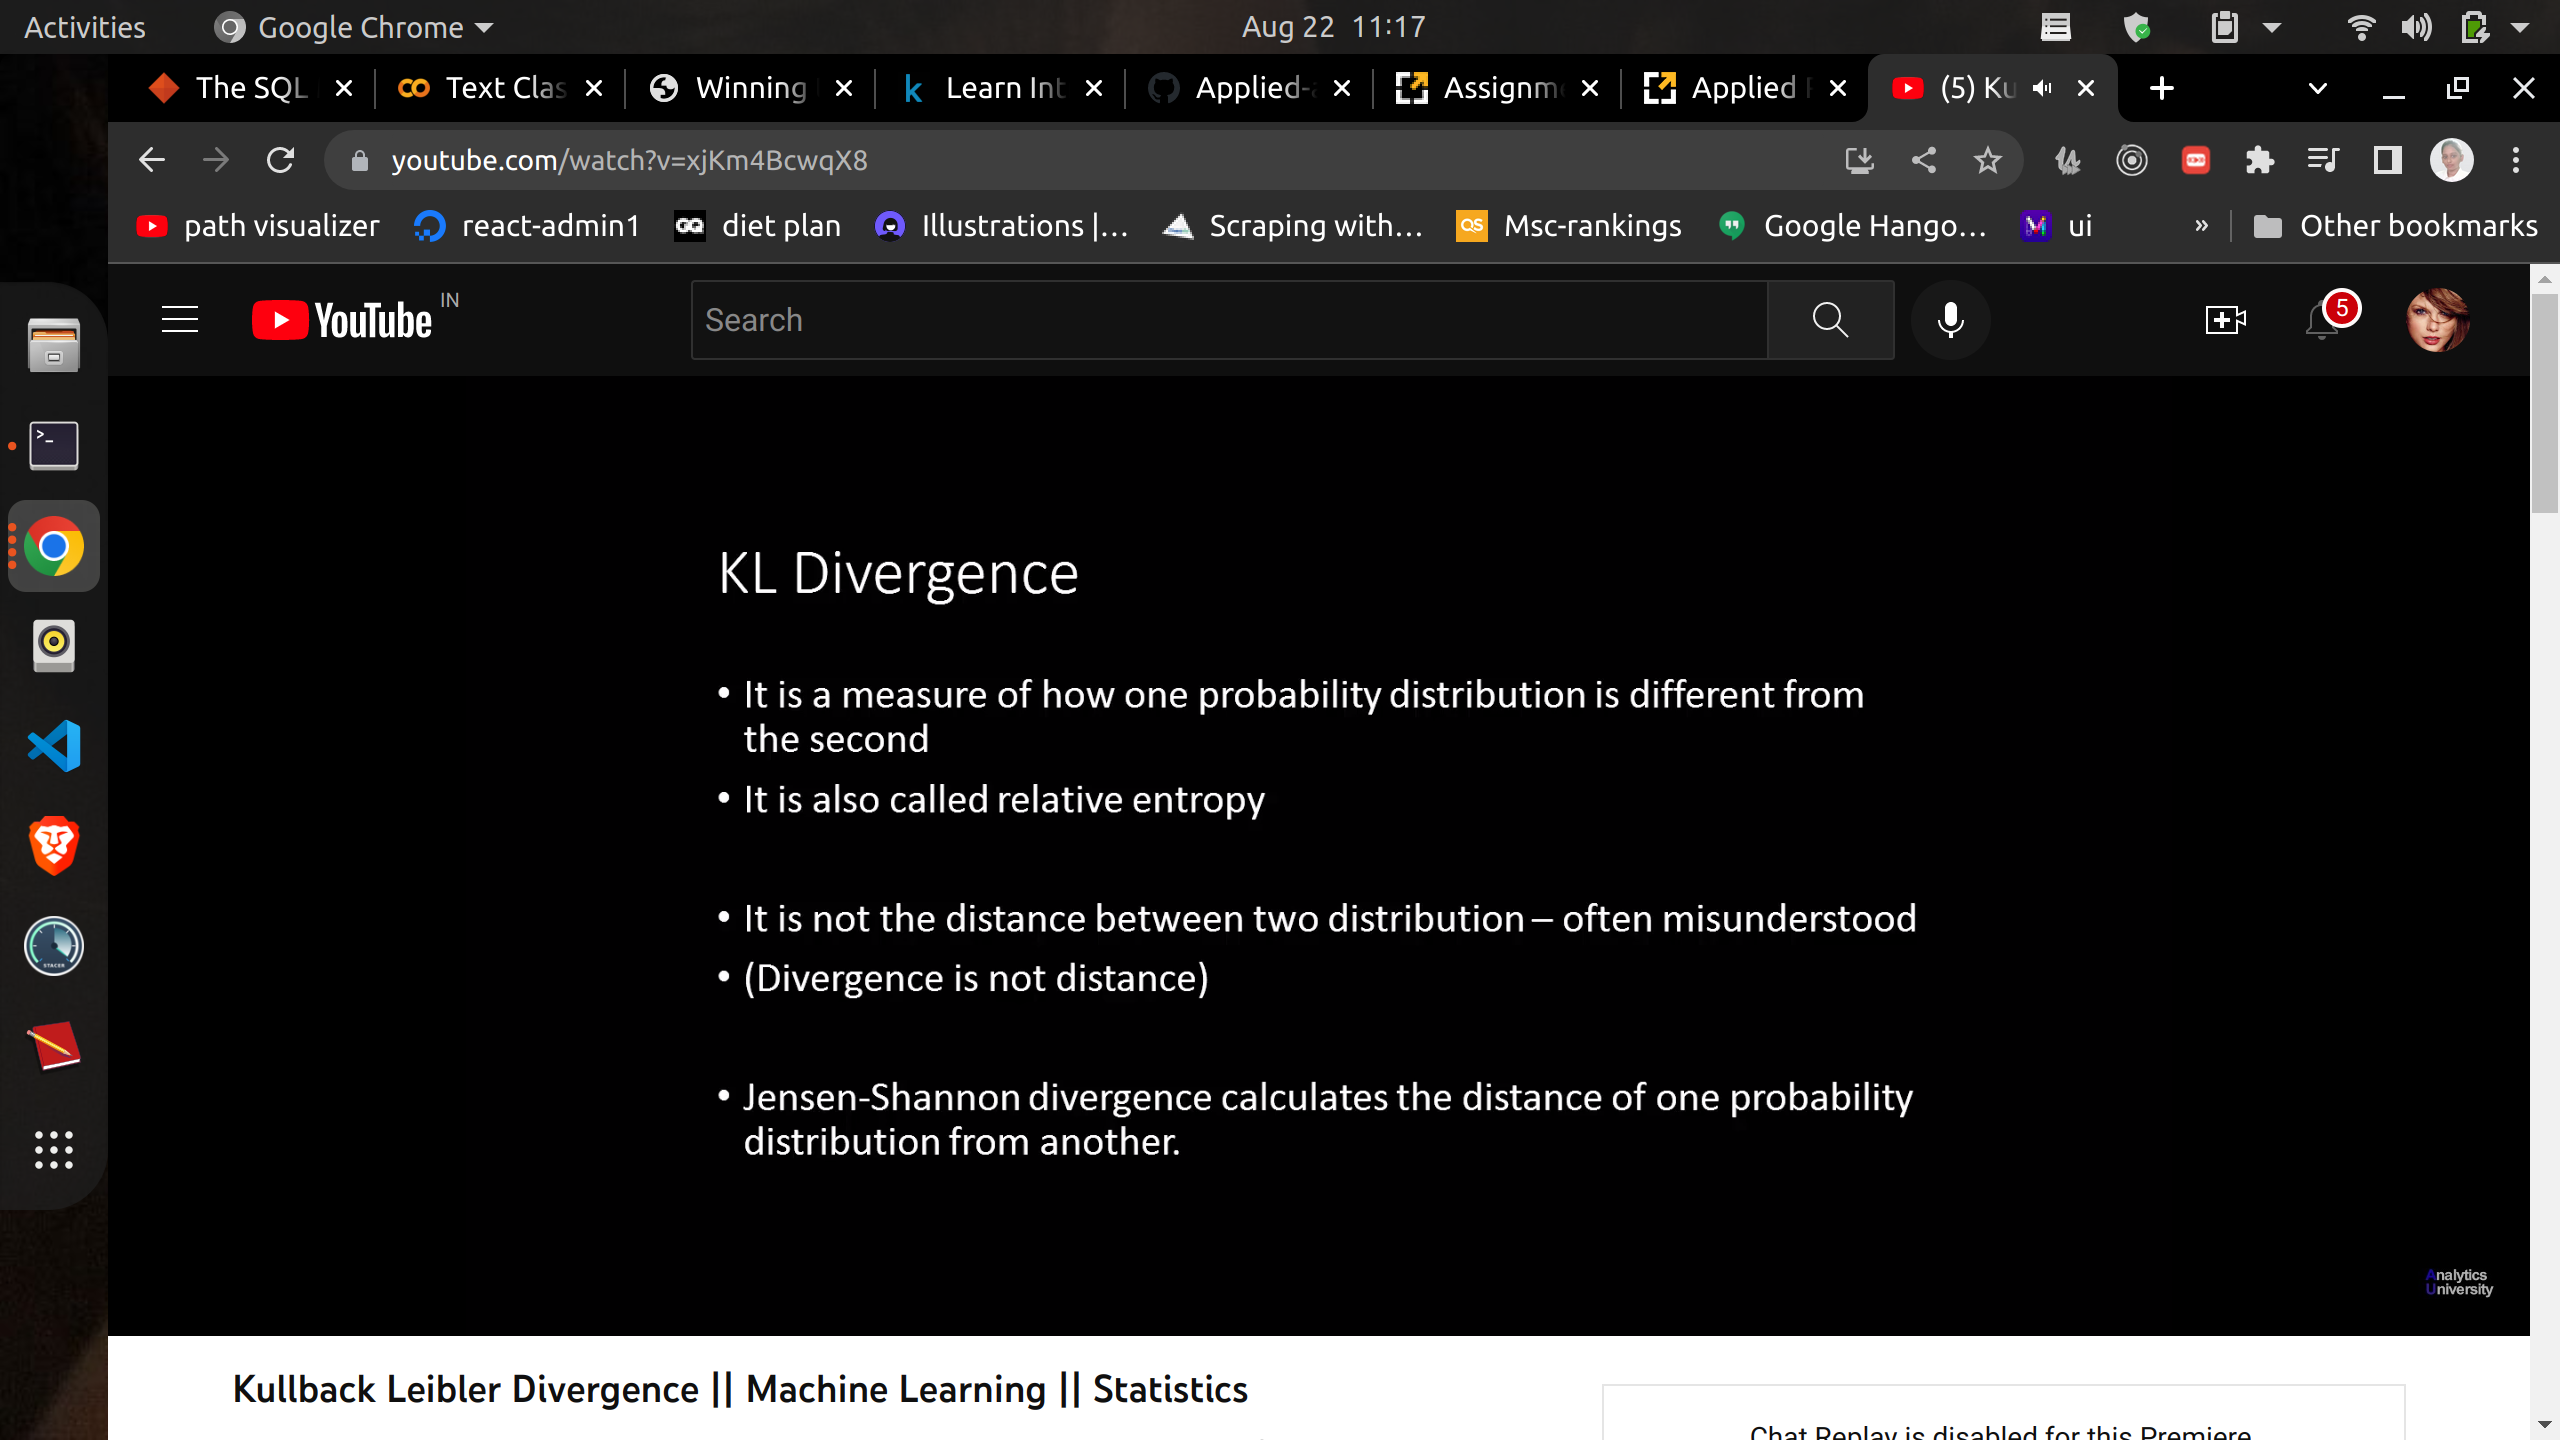 Activities
Google Chrome
Aug 22 11:17
The SQL
Text Clas
Winning
Learn Int
Applied-
Assignm
Applied
(5) Ku
youtube.com/watch?v=xjKm4BcwqX8
path visualizer
react-admin1
diet plan
Illustrations |...
Scraping with...
Msc-rankings
Google Hango...
ui
»
Other bookmarks
YouTube IN
Search
5
KL Divergence
• It is a measure of how one probability distribution is different from
the second
• It is also called relative entropy
• It is not the distance between two distribution – often misunderstood
• (Divergence is not distance)
• Jensen-Shannon divergence calculates the distance of one probability
distribution from another.
Analytics
University
Kullback Leibler Divergence || Machine Learning || Statistics
Chat Replay is disabled for this Premiere